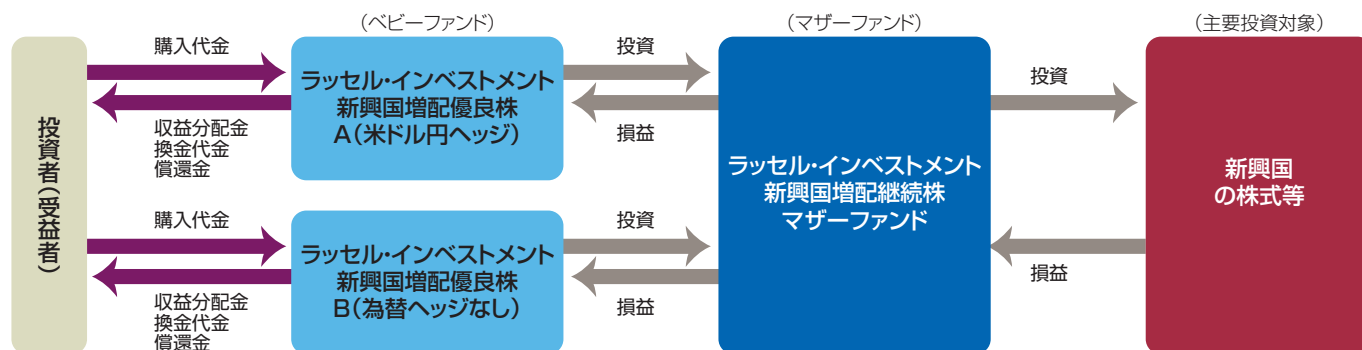 (ベビーファンド)
(マザーファンド)
(主要投資対象)
投資者(受益者)
購入代金
収益分配金
換金代金
償還金
ラッセル・インベストメント
新興国増配優良株
A(米ドル円ヘッジ)
投資
損益
購入代金
収益分配金
換金代金
償還金
ラッセル・インベストメント
新興国増配優良株
B(為替ヘッジなし)
投資
損益
ラッセル・インベストメント
新興国増配継続株
マザーファンド
投資
損益
新興国
の株式等